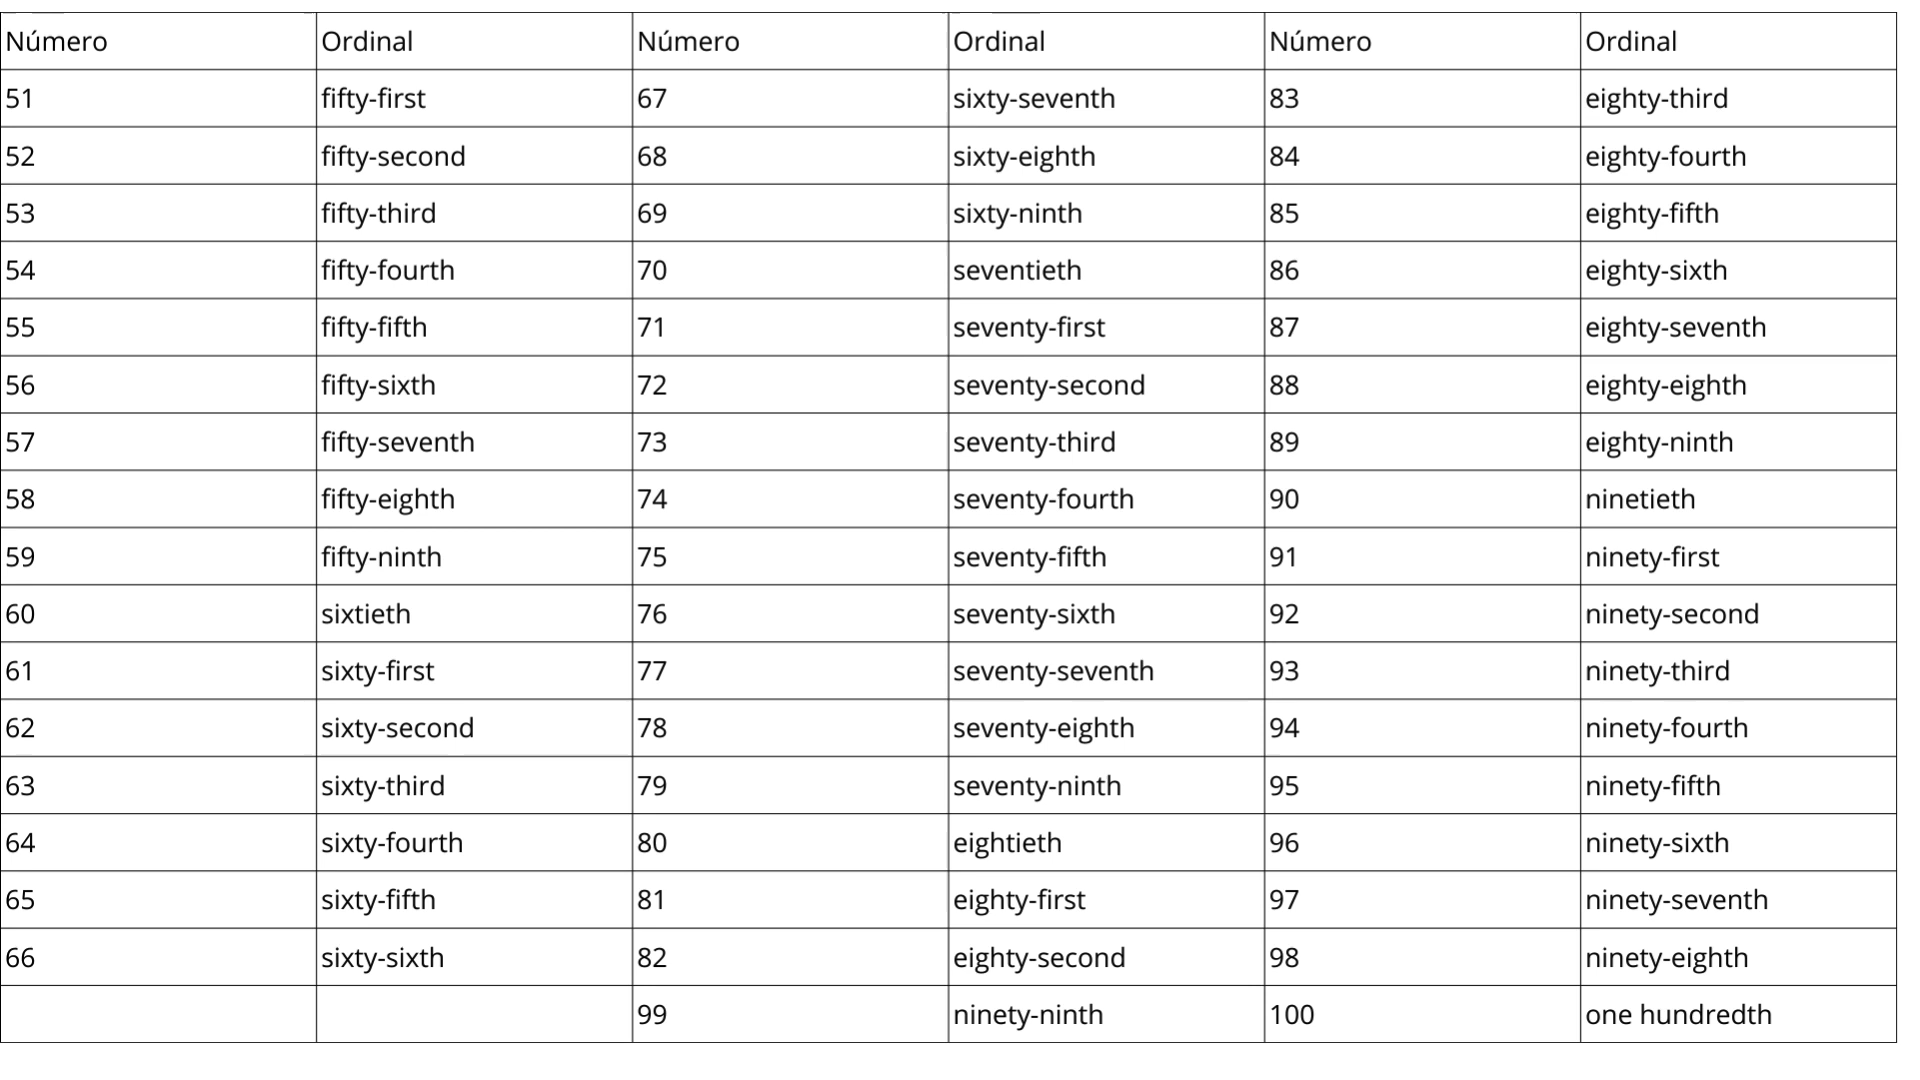 Número Ordinal Número Ordinal Número Ordinal
51 fifty-first 67 sixty-seventh 83 eighty-third
52 fifty-second 68 sixty-eighth 84 eighty-fourth
53 fifty-third 69 sixty-ninth 85 eighty-fifth
54 fifty-fourth 70 seventieth 86 eighty-sixth
55 fifty-fifth 71 seventy-first 87 eighty-seventh
56 fifty-sixth 72 seventy-second 88 eighty-eighth
57 fifty-seventh 73 seventy-third 89 eighty-ninth
58 fifty-eighth 74 seventy-fourth 90 ninetieth
59 fifty-ninth 75 seventy-fifth 91 ninety-first
60 sixtieth 76 seventy-sixth 92 ninety-second
61 sixty-first 77 seventy-seventh 93 ninety-third
62 sixty-second 78 seventy-eighth 94 ninety-fourth
63 sixty-third 79 seventy-ninth 95 ninety-fifth
64 sixty-fourth 80 eightieth 96 ninety-sixth
65 sixty-fifth 81 eighty-first 97 ninety-seventh
66 sixty-sixth 82 eighty-second 98 ninety-eighth
99 ninety-ninth 100 one hundredth